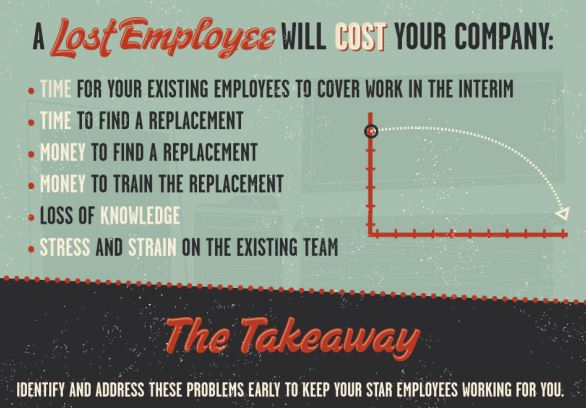 A Lost Employee WILL COST YOUR COMPANY:
• TIME FOR YOUR EXISTING EMPLOYEES TO COVER WORK IN THE INTERIM
• TIME TO FIND A REPLACEMENT
• MONEY TO FIND A REPLACEMENT
• MONEY TO TRAIN THE REPLACEMENT
• LOSS OF KNOWLEDGE
• STRESS AND STRAIN ON THE EXISTING TEAM
The Takeaway
IDENTIFY AND ADDRESS THESE PROBLEMS EARLY TO KEEP YOUR STAR EMPLOYEES WORKING FOR YOU.